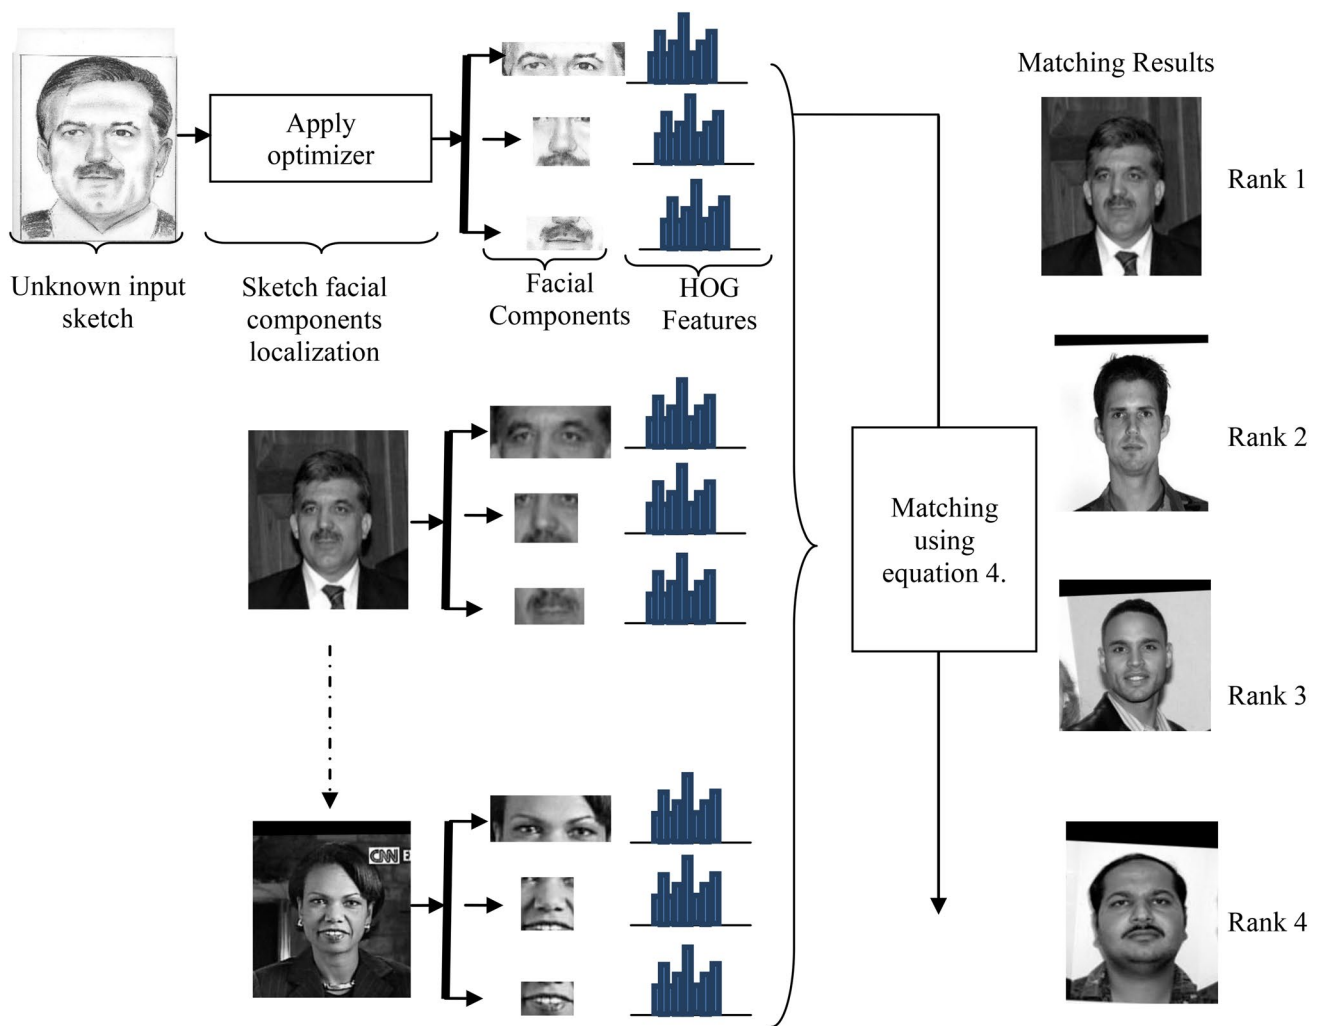 Matching Results
Apply
optimizer
Rank 1
Unknown input
sketch
Sketch facial
components
localization
Facial
Components
HOG
Features
Rank 2
Matching
using
equation 4.
Rank 3
CNN E
Rank 4